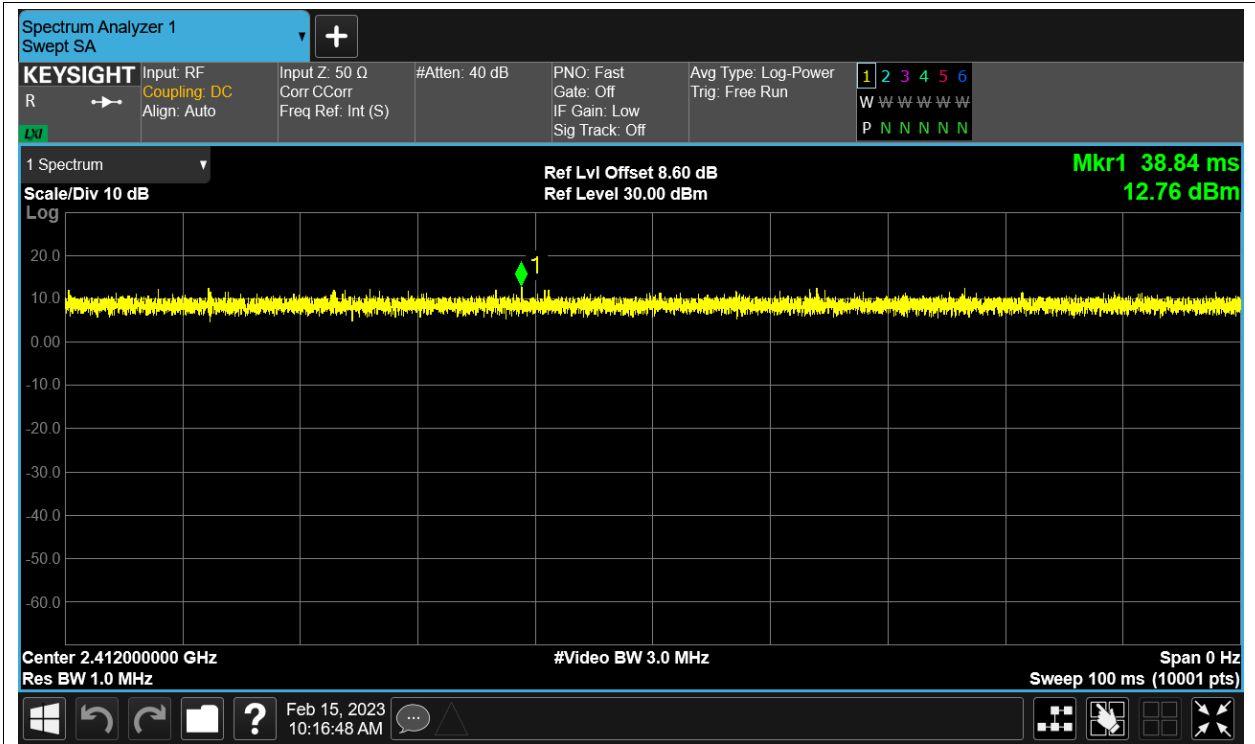 Spectrum Analyzer 1
Swept SA
+
KEYSIGHT
R
LXI
Input: RF
Coupling: DC
Align: Auto
Input Z: 50 Ω
Corr CCorr
Freq Ref: Int (S)
#Atten: 40 dB
PNO: Fast
Gate: Off
IF Gain: Low
Sig Track: Off
Avg Type: Log-Power
Trig: Free Run
1 2 3 4 5 6
W W W W W W
P N N N N N
1 Spectrum
Scale/Div 10 dB
Log
Ref Lvl Offset 8.60 dB
Ref Level 30.00 dBm
Mkr1 38.84 ms
12.76 dBm
1
20.0
10.0
0.00
-10.0
-20.0
-30.0
-40.0
-50.0
-60.0
Center 2.412000000 GHz
Res BW 1.0 MHz
#Video BW 3.0 MHz
Span 0 Hz
Sweep 100 ms (10001 pts)
?
Feb 15, 2023
10:16:48 AM